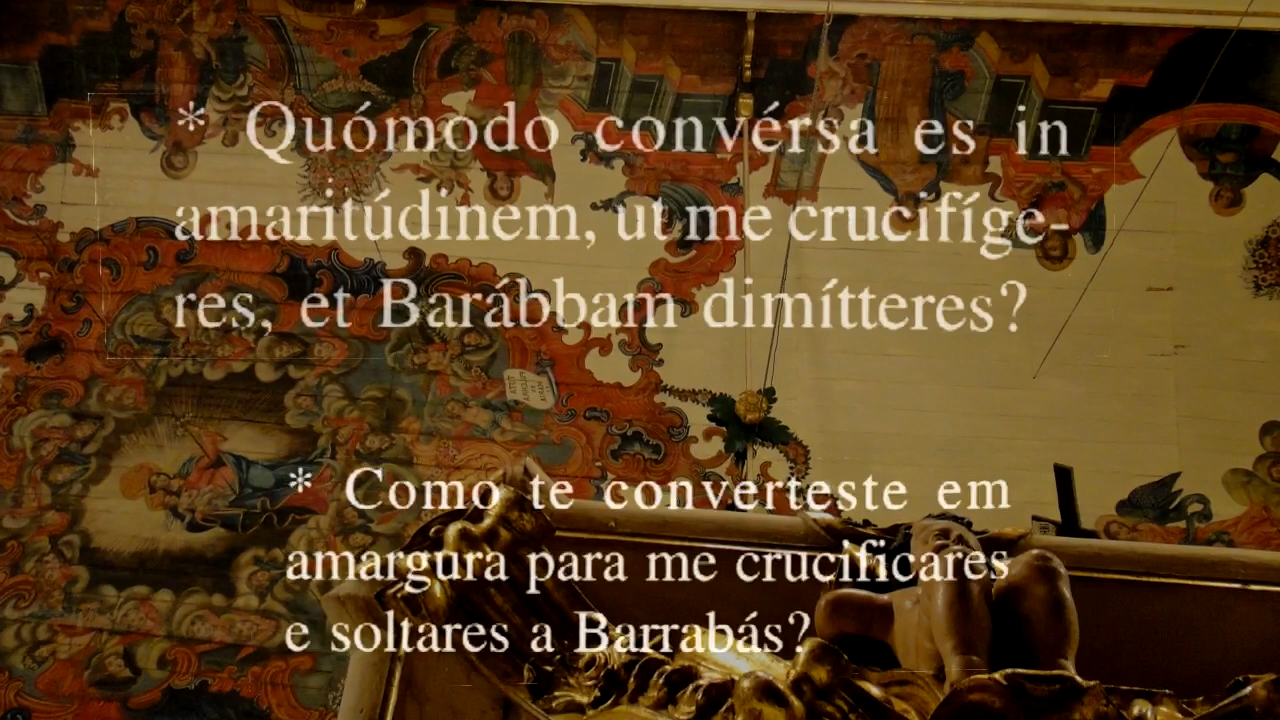 * Quómodo convérsa es in
amaritúdinem, ut me crucifíge-
res, et Barábbam dimítteres?
* Como te converteste em
amargura para me crucificares
e soltares a Barrabás?